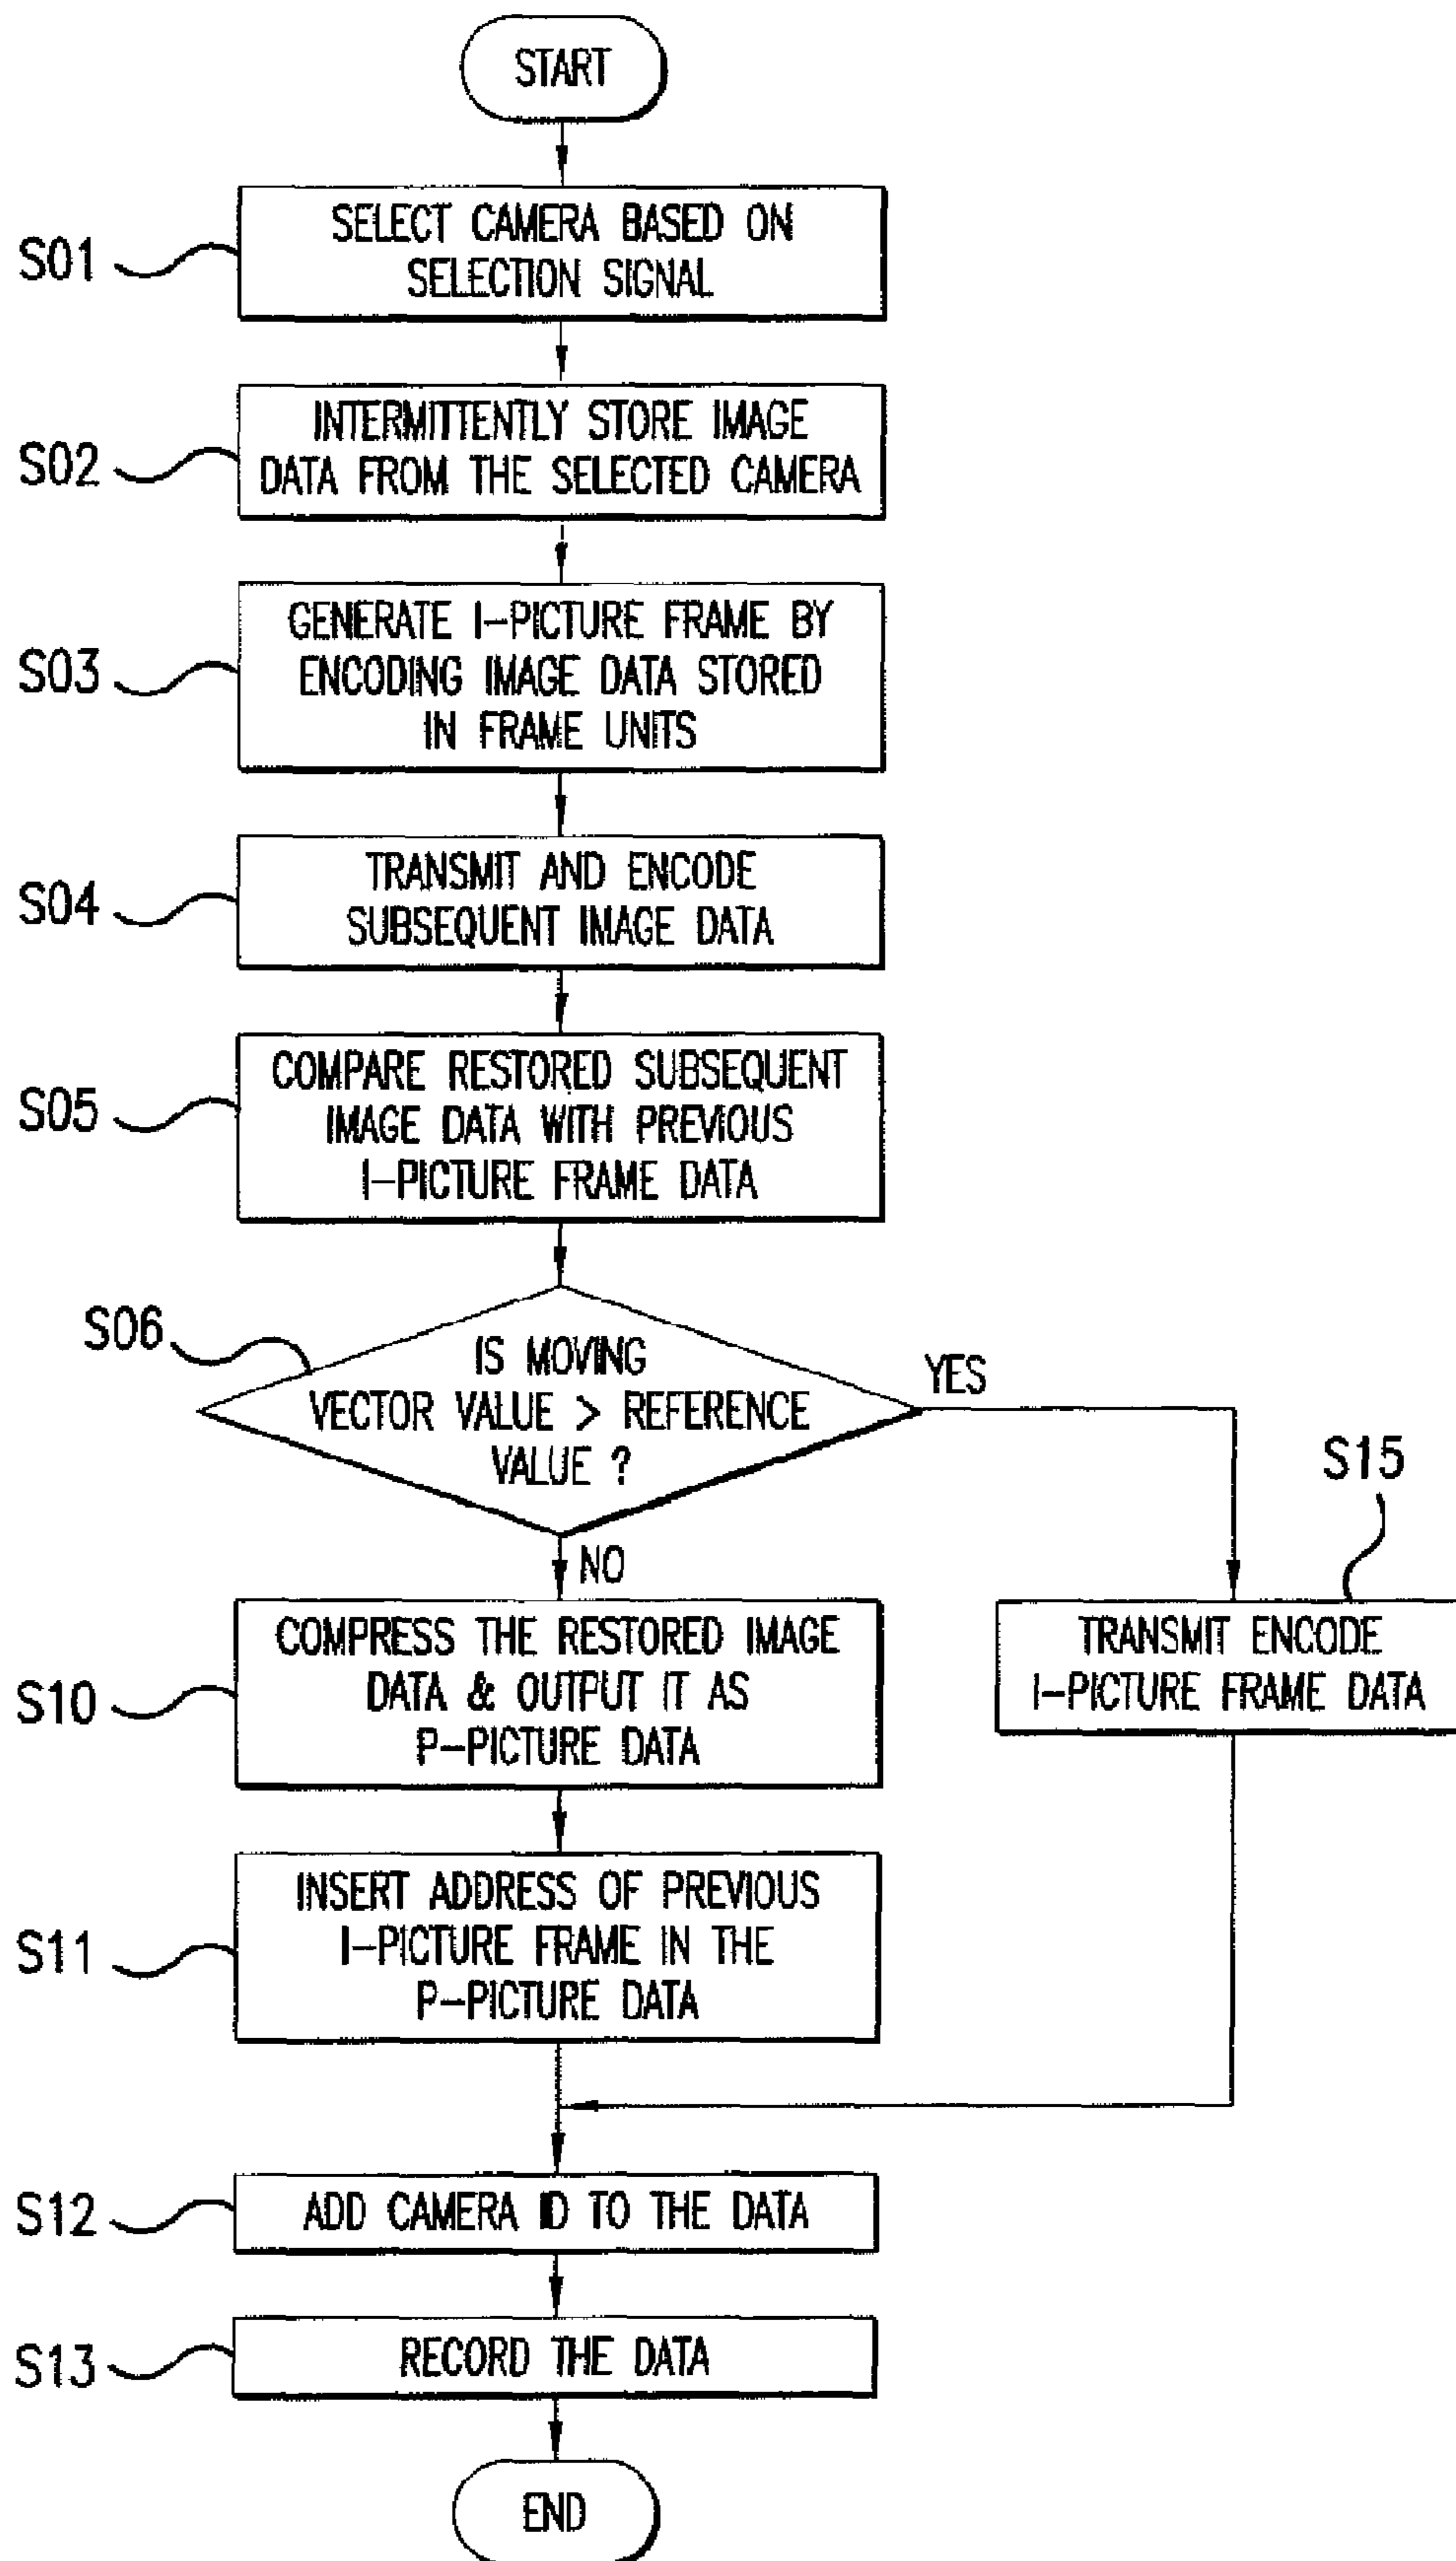 START
S01
SELECT CAMERA BASED ON
SELECTION SIGNAL
S02
INTERMITTENTLY STORE IMAGE
DATA FROM THE SELECTED CAMERA
S03
GENERATE I-PICTURE FRAME BY
ENCODING IMAGE DATA STORED
IN FRAME UNITS
S04
TRANSMIT AND ENCODE
SUBSEQUENT IMAGE DATA
S05
COMPARE RESTORED SUBSEQUENT
IMAGE DATA WITH PREVIOUS
I-PICTURE FRAME DATA
S06
IS MOVING
VECTOR VALUE > REFERENCE
VALUE ?
YES
NO
S15
TRANSMIT ENCODE
I-PICTURE FRAME DATA
S10
COMPRESS THE RESTORED IMAGE
DATA & OUTPUT IT AS
P-PICTURE DATA
S11
INSERT ADDRESS OF PREVIOUS
I-PICTURE FRAME IN THE
P-PICTURE DATA
S12
ADD CAMERA ID TO THE DATA
S13
RECORD THE DATA
END